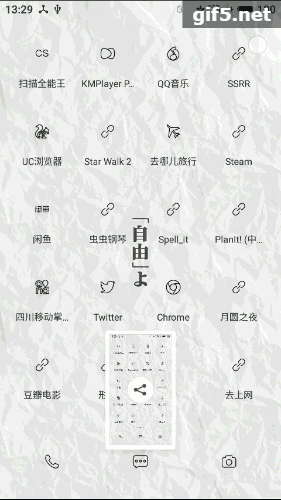 13:29
gif5.net
100
CS
扫描全能王
KMPlayer P...
QQ音乐
SSRR
UC浏览器
Star Walk 2
去哪儿旅行
Steam
闲鱼
闲鱼
虫虫钢琴
Spell_it
PlanIt! (中...
「自由」よ
四川移动掌...
Twitter
Chrome
月圆之夜
豆瓣电影
形
去上网